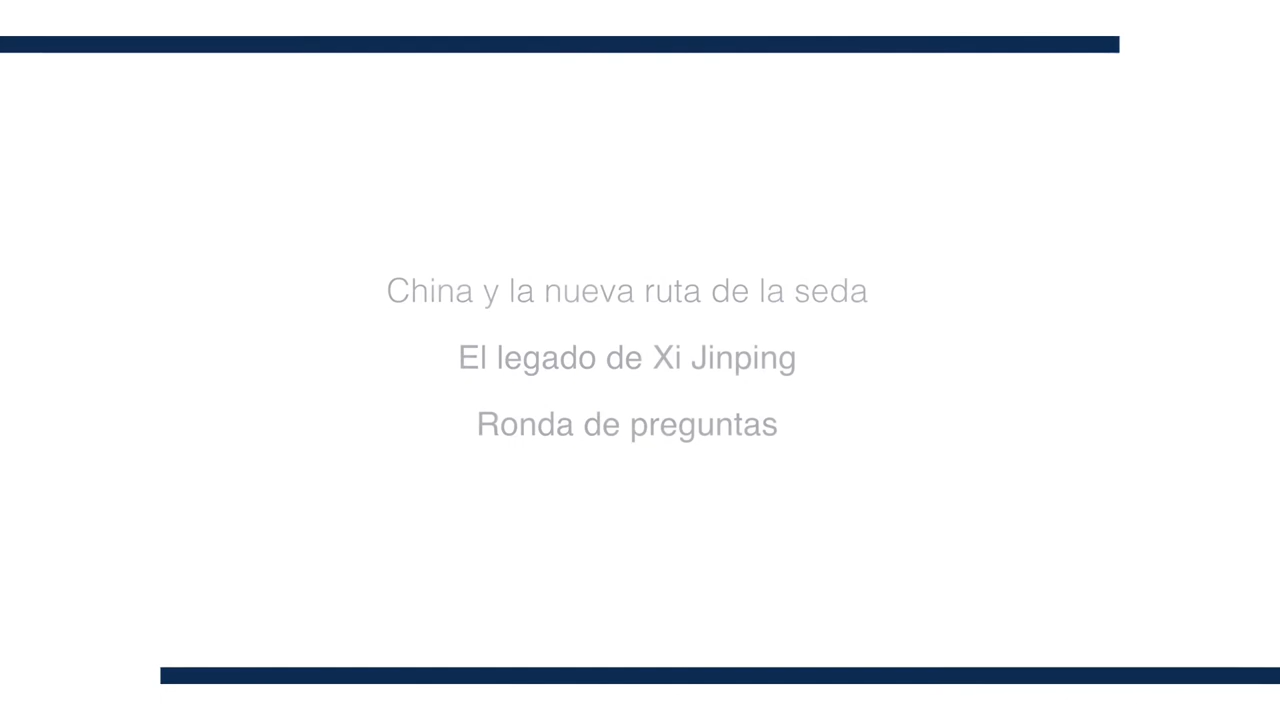 China y la nueva ruta de la seda
El legado de Xi Jinping
Ronda de preguntas